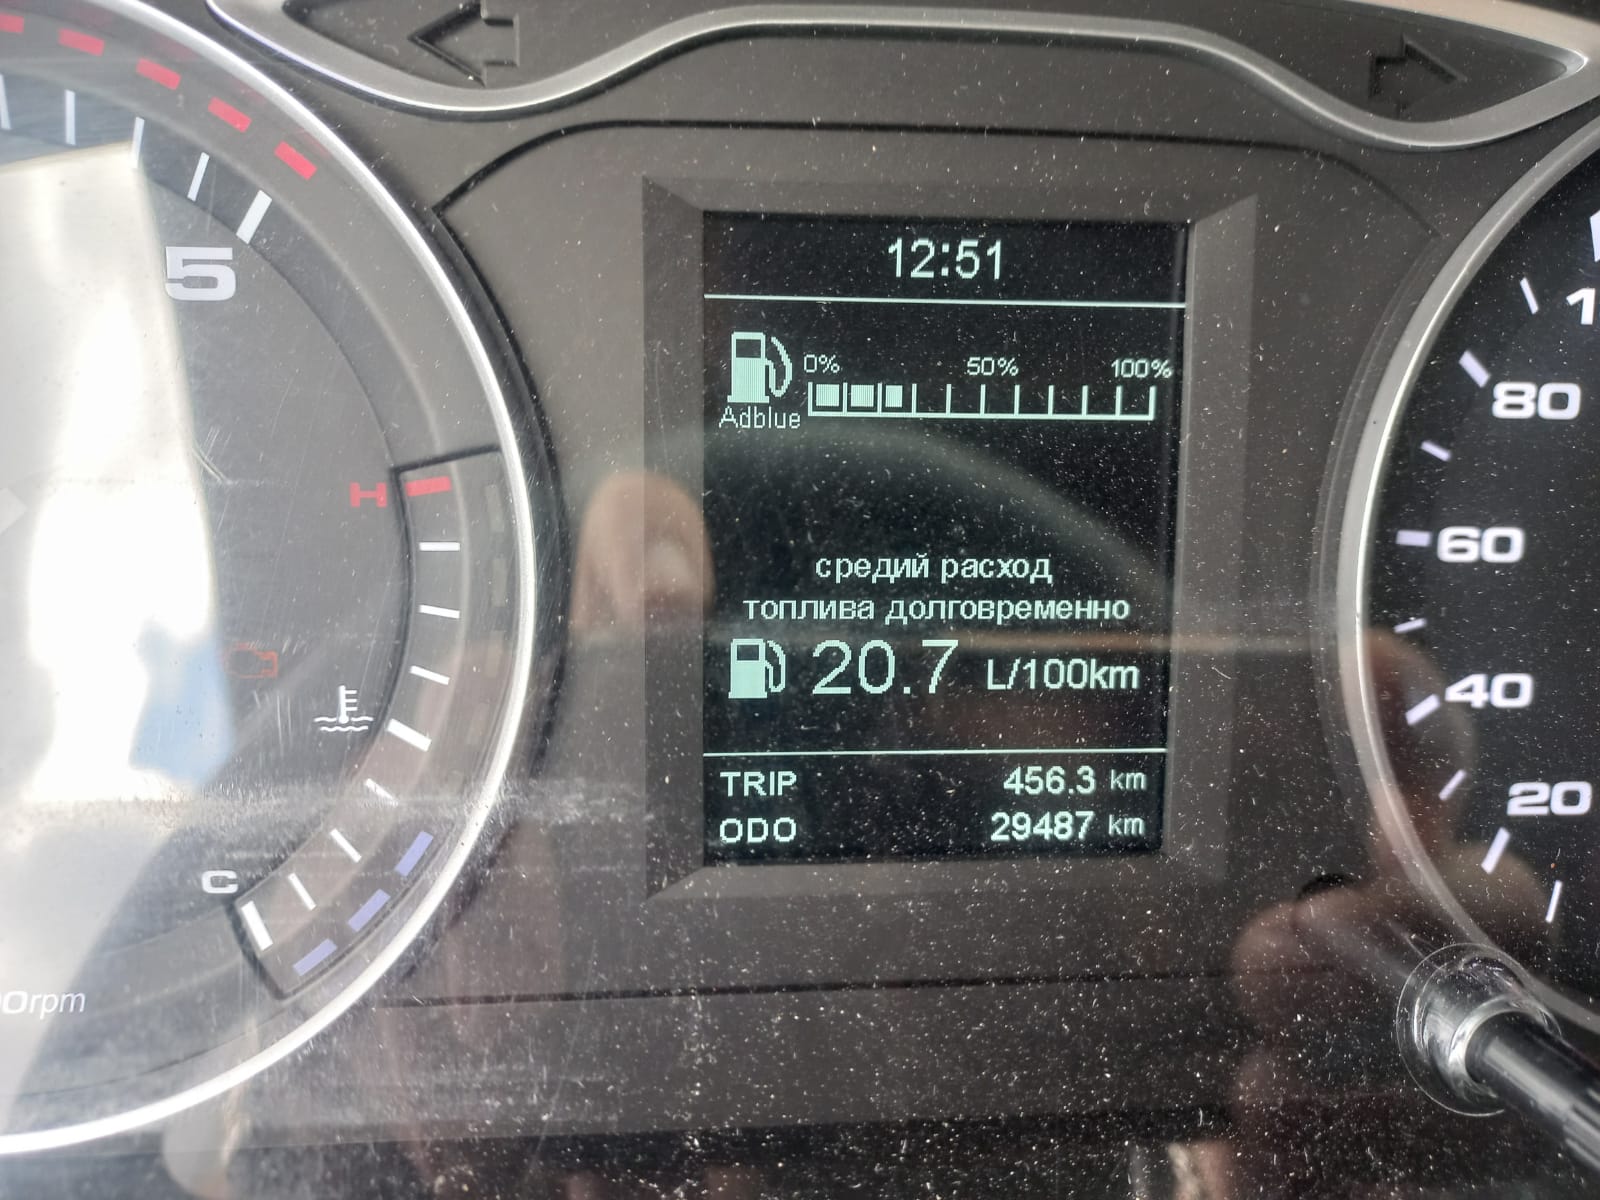 12:51
0% 50% 100%
Adblue
средий расход
топлива долговременно
20.7 L/100km
TRIP 456.3 km
ODO 29487 km
5
H
C
rpm
80
60
40
20